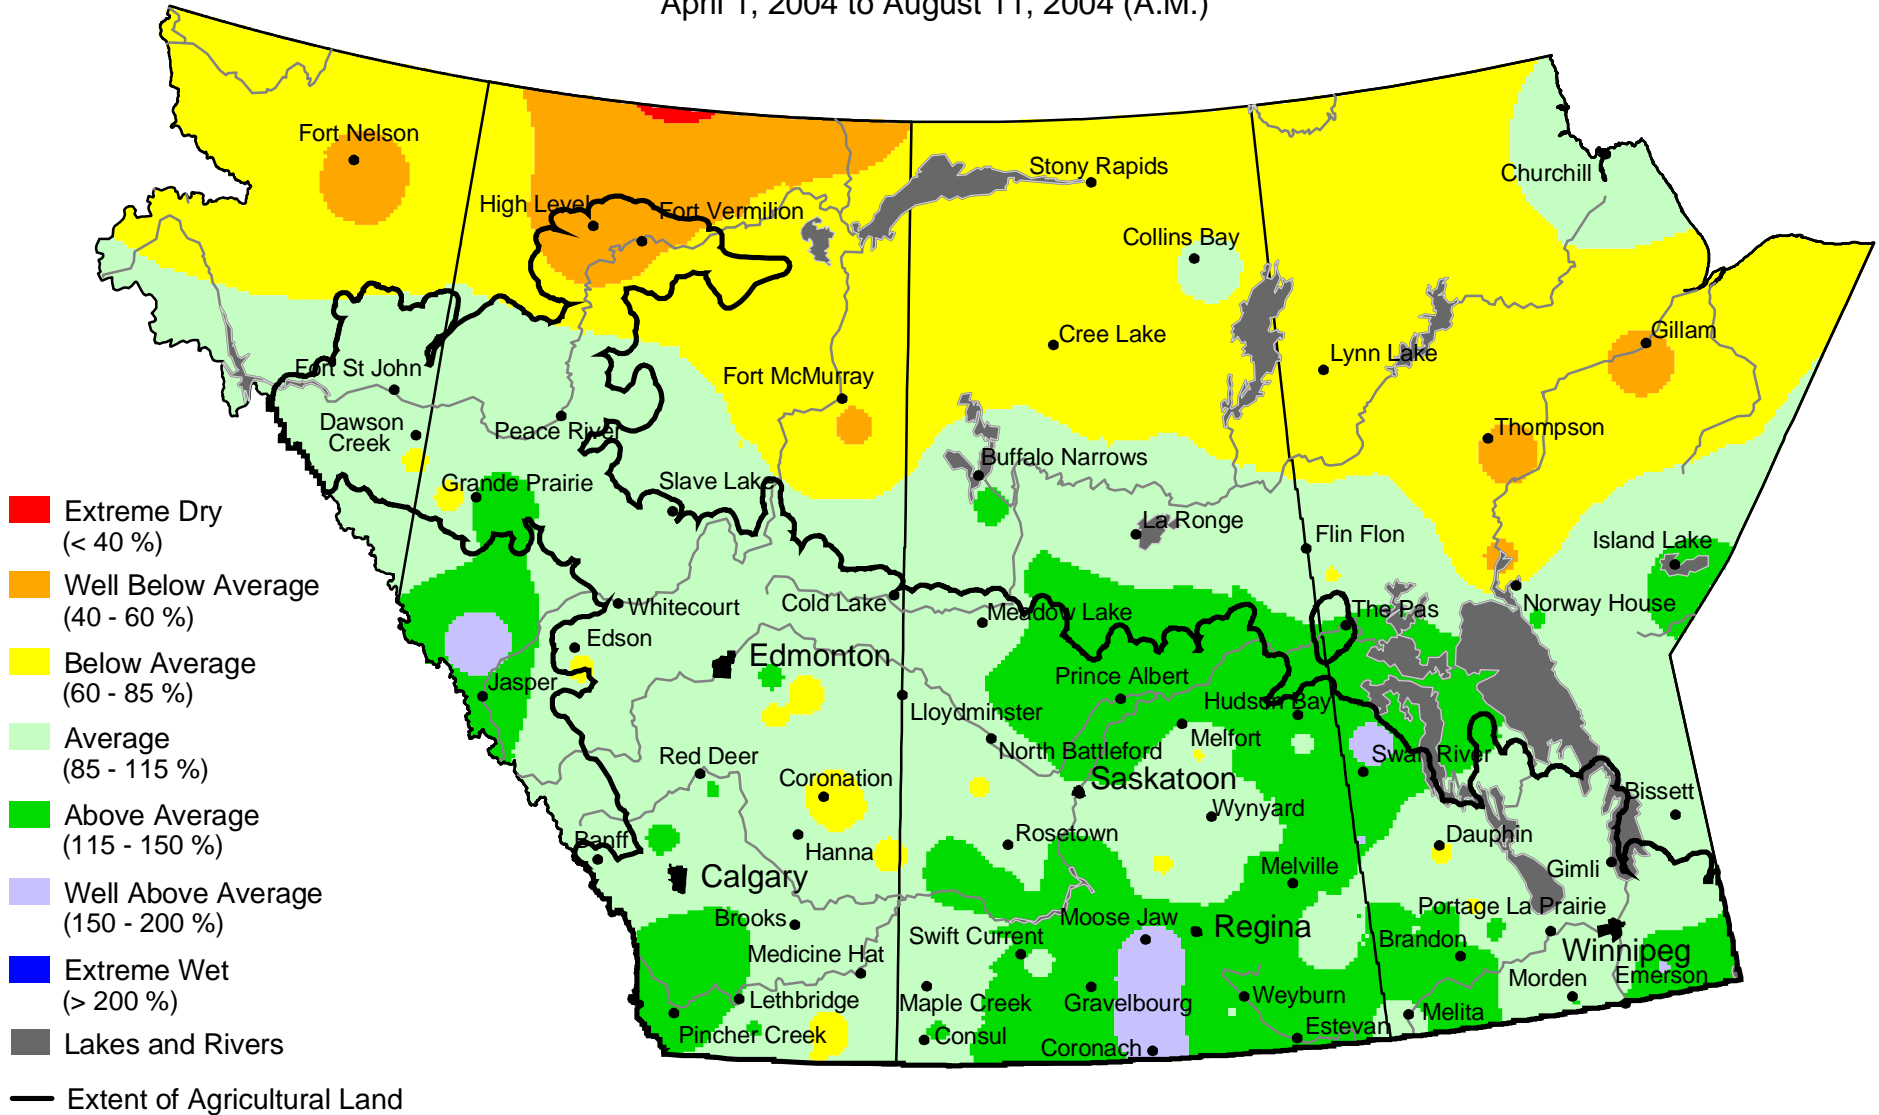 April 1, 2004 to August 11, 2004 (A.M.)
Fort Nelson
High Level
Fort Vermilion
Stony Rapids
Churchill
Collins Bay
Cree Lake
Lynn Lake
Gillam
Fort St John
Fort McMurray
Dawson
Creek
Peace River
Thompson
Buffalo Narrows
Grande Prairie
Slave Lake
La Ronge
Flin Flon
Island Lake
Whitecourt
Cold Lake
Meadow Lake
The Pas
Norway House
Edson
Edmonton
Jasper
Prince Albert
Hudson Bay
Lloydminster
North Battleford
Melfort
Swan River
Red Deer
Coronation
Saskatoon
Bissett
Wynyard
Banff
Hanna
Rosetown
Dauphin
Calgary
Melville
Gimli
Brooks
Moose Jaw
Regina
Portage La Prairie
Medicine Hat
Swift Current
Brandon
Winnipeg
Lethbridge
Maple Creek
Gravelbourg
Weyburn
Morden
Emerson
Pincher Creek
Consul
Coronach
Estevan
Melita
Extreme Dry
(< 40 %)
Well Below Average
(40 - 60 %)
Below Average
(60 - 85 %)
Average
(85 - 115 %)
Above Average
(115 - 150 %)
Well Above Average
(150 - 200 %)
Extreme Wet
(> 200 %)
Lakes and Rivers
Extent of Agricultural Land